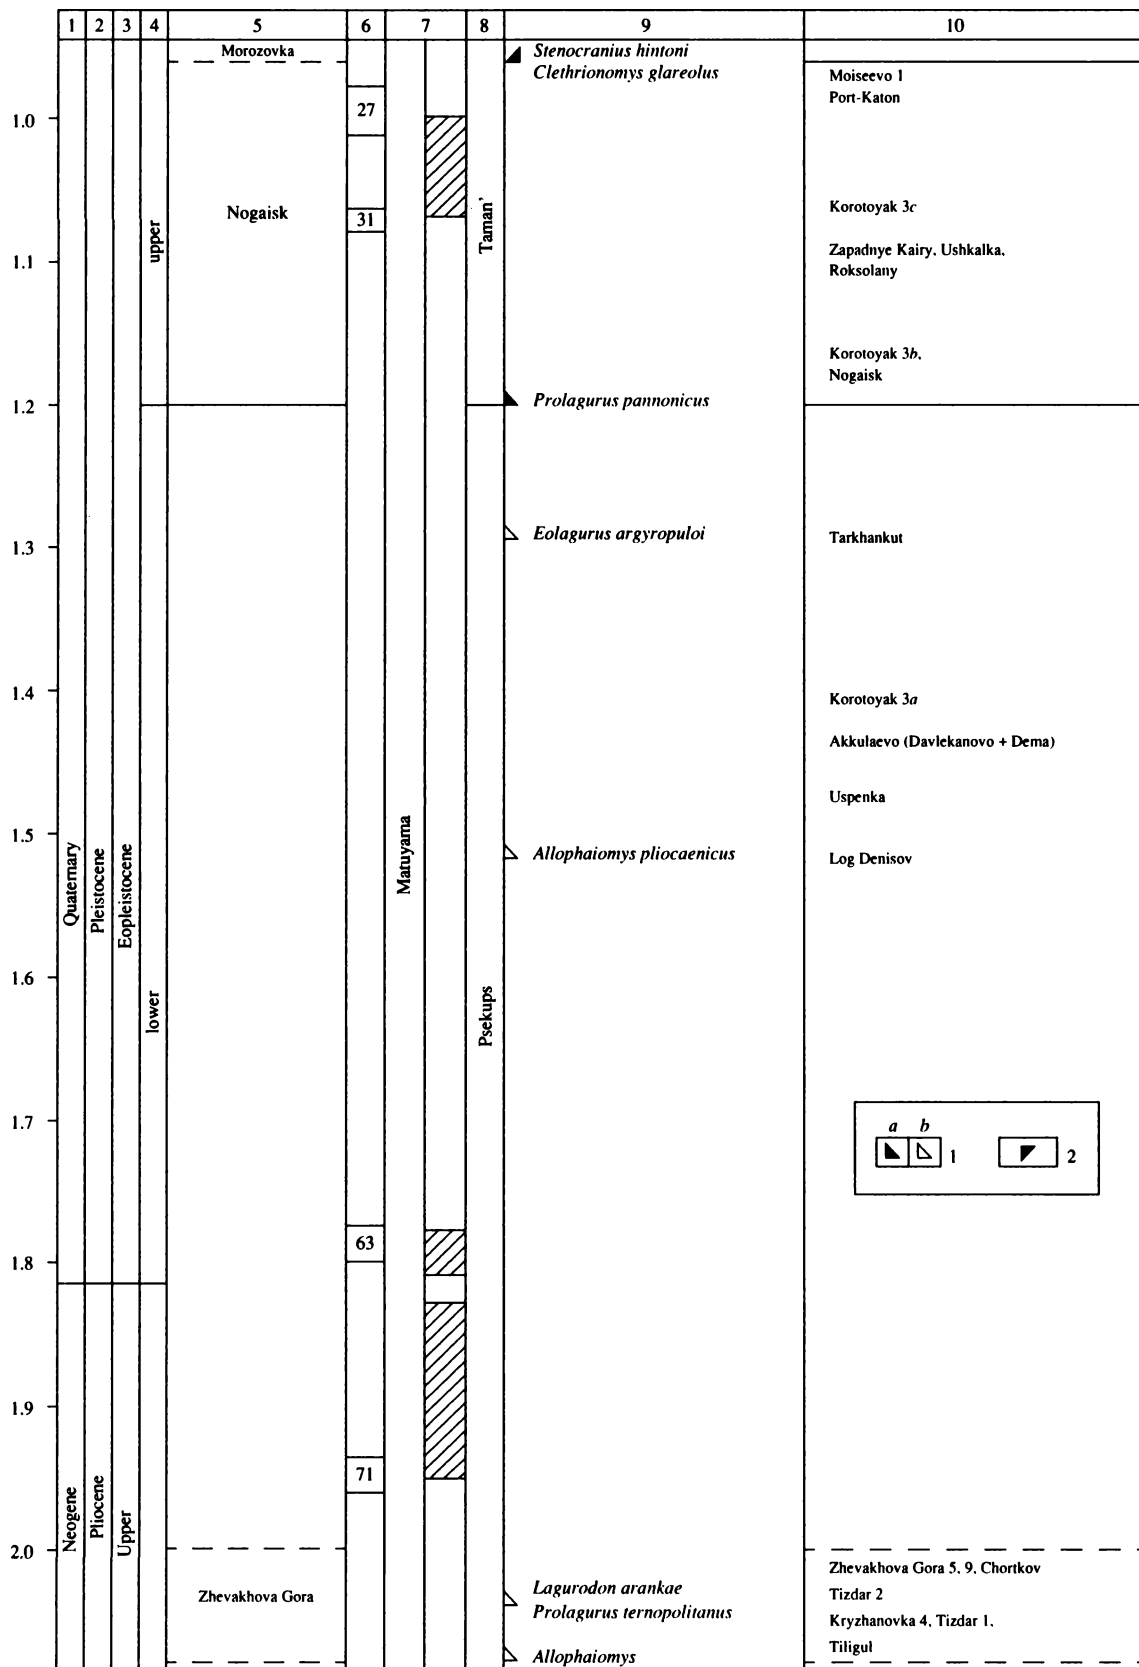 1 2 3 4 5 6 7 8 9 10
Morozovka
Stenocranius hintoni
Clethrionomys glareolus
Moiseevo 1
Port-Katon
27
1.0
Korotoyak 3c
Nogaisk
31
upper
Taman'
Zapadnye Kairy, Ushkalka,
Roksolany
1.1
Korotoyak 3b,
Nogaisk
1.2
Prolagurus pannonicus
Eolagurus argyropuloi
Tarkhankut
1.3
1.4
Korotoyak 3a
Akkulaevo (Davlekanovo + Dema)
Uspenka
1.5
Allophaiomys pliocaenicus
Log Denisov
Quaternary
Pleistocene
Eopleistocene
Matuyama
1.6
lower
Psekups
1.7
a b
1 2
63
1.8
1.9
71
Neogene
Pliocene
Upper
2.0
Zhevakhova Gora 5, 9, Chortkov
Zhevakhova Gora
Lagurodon arankae
Tizdar 2
Prolagurus ternopolitanus
Kryzhanovka 4, Tizdar 1,
Tiligul
Allophaiomys